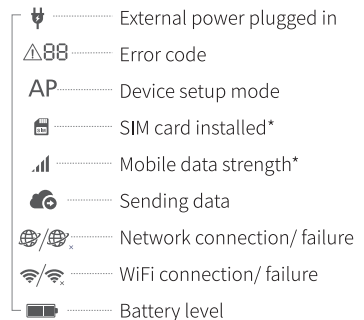 External power plugged in
88 Error code
AP Device setup mode
SIM card installed*
Mobile data strength*
Sending data
/ Network connection/ failure
/ WiFi connection/ failure
Battery level